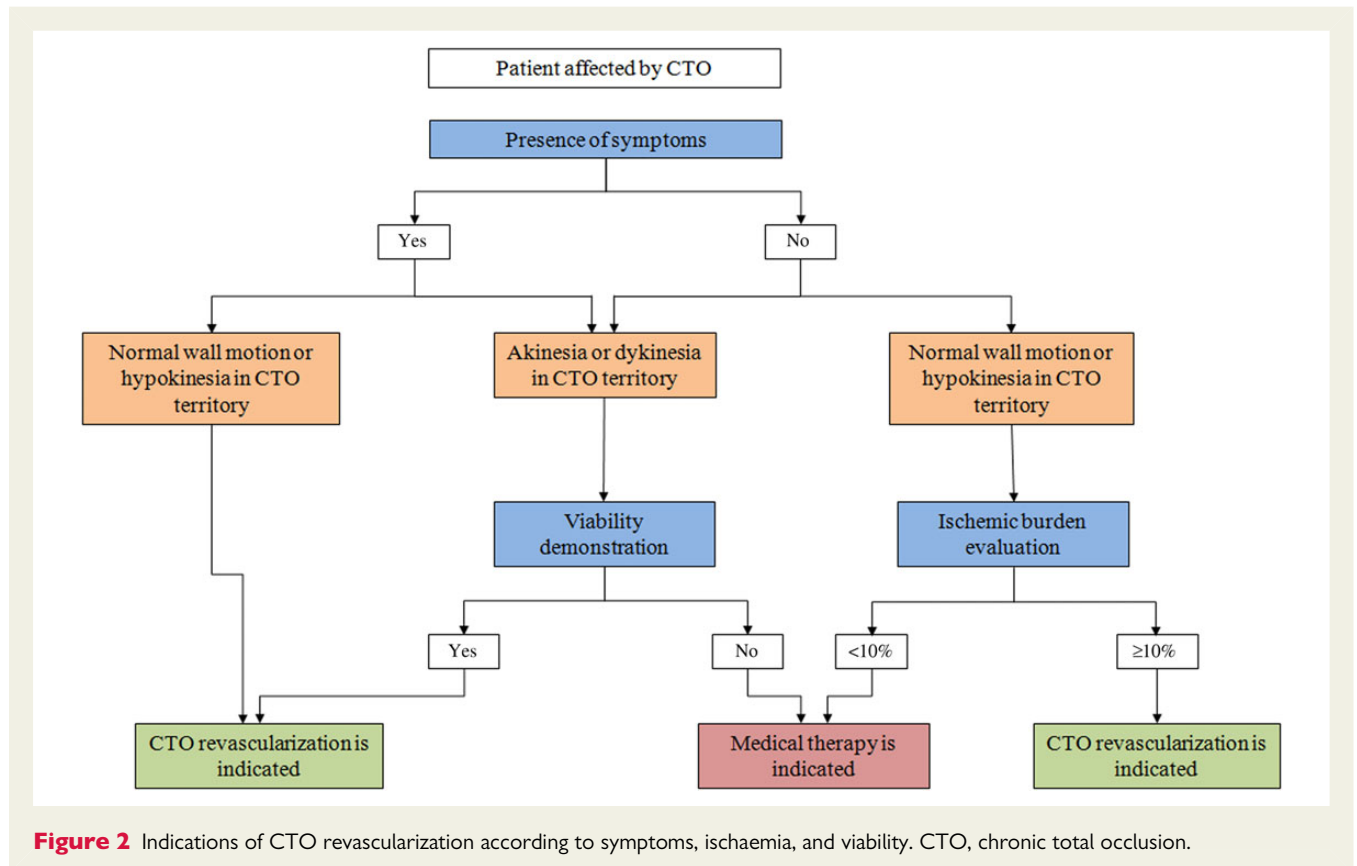 Patient affected by CTO
Presence of symptoms
Yes
No
Normal wall motion or
hypokinesia in CTO
territory
Akinesia or dykinesia
in CTO territory
Normal wall motion or
hypokinesia in CTO
territory
Viability
demonstration
Ischemic burden
evaluation
Yes
No
<10%
≥10%
CTO revascularization is
indicated
Medical therapy is
indicated
CTO revascularization is
indicated
Figure 2 Indications of CTO revascularization according to symptoms, ischaemia, and viability. CTO, chronic total occlusion.